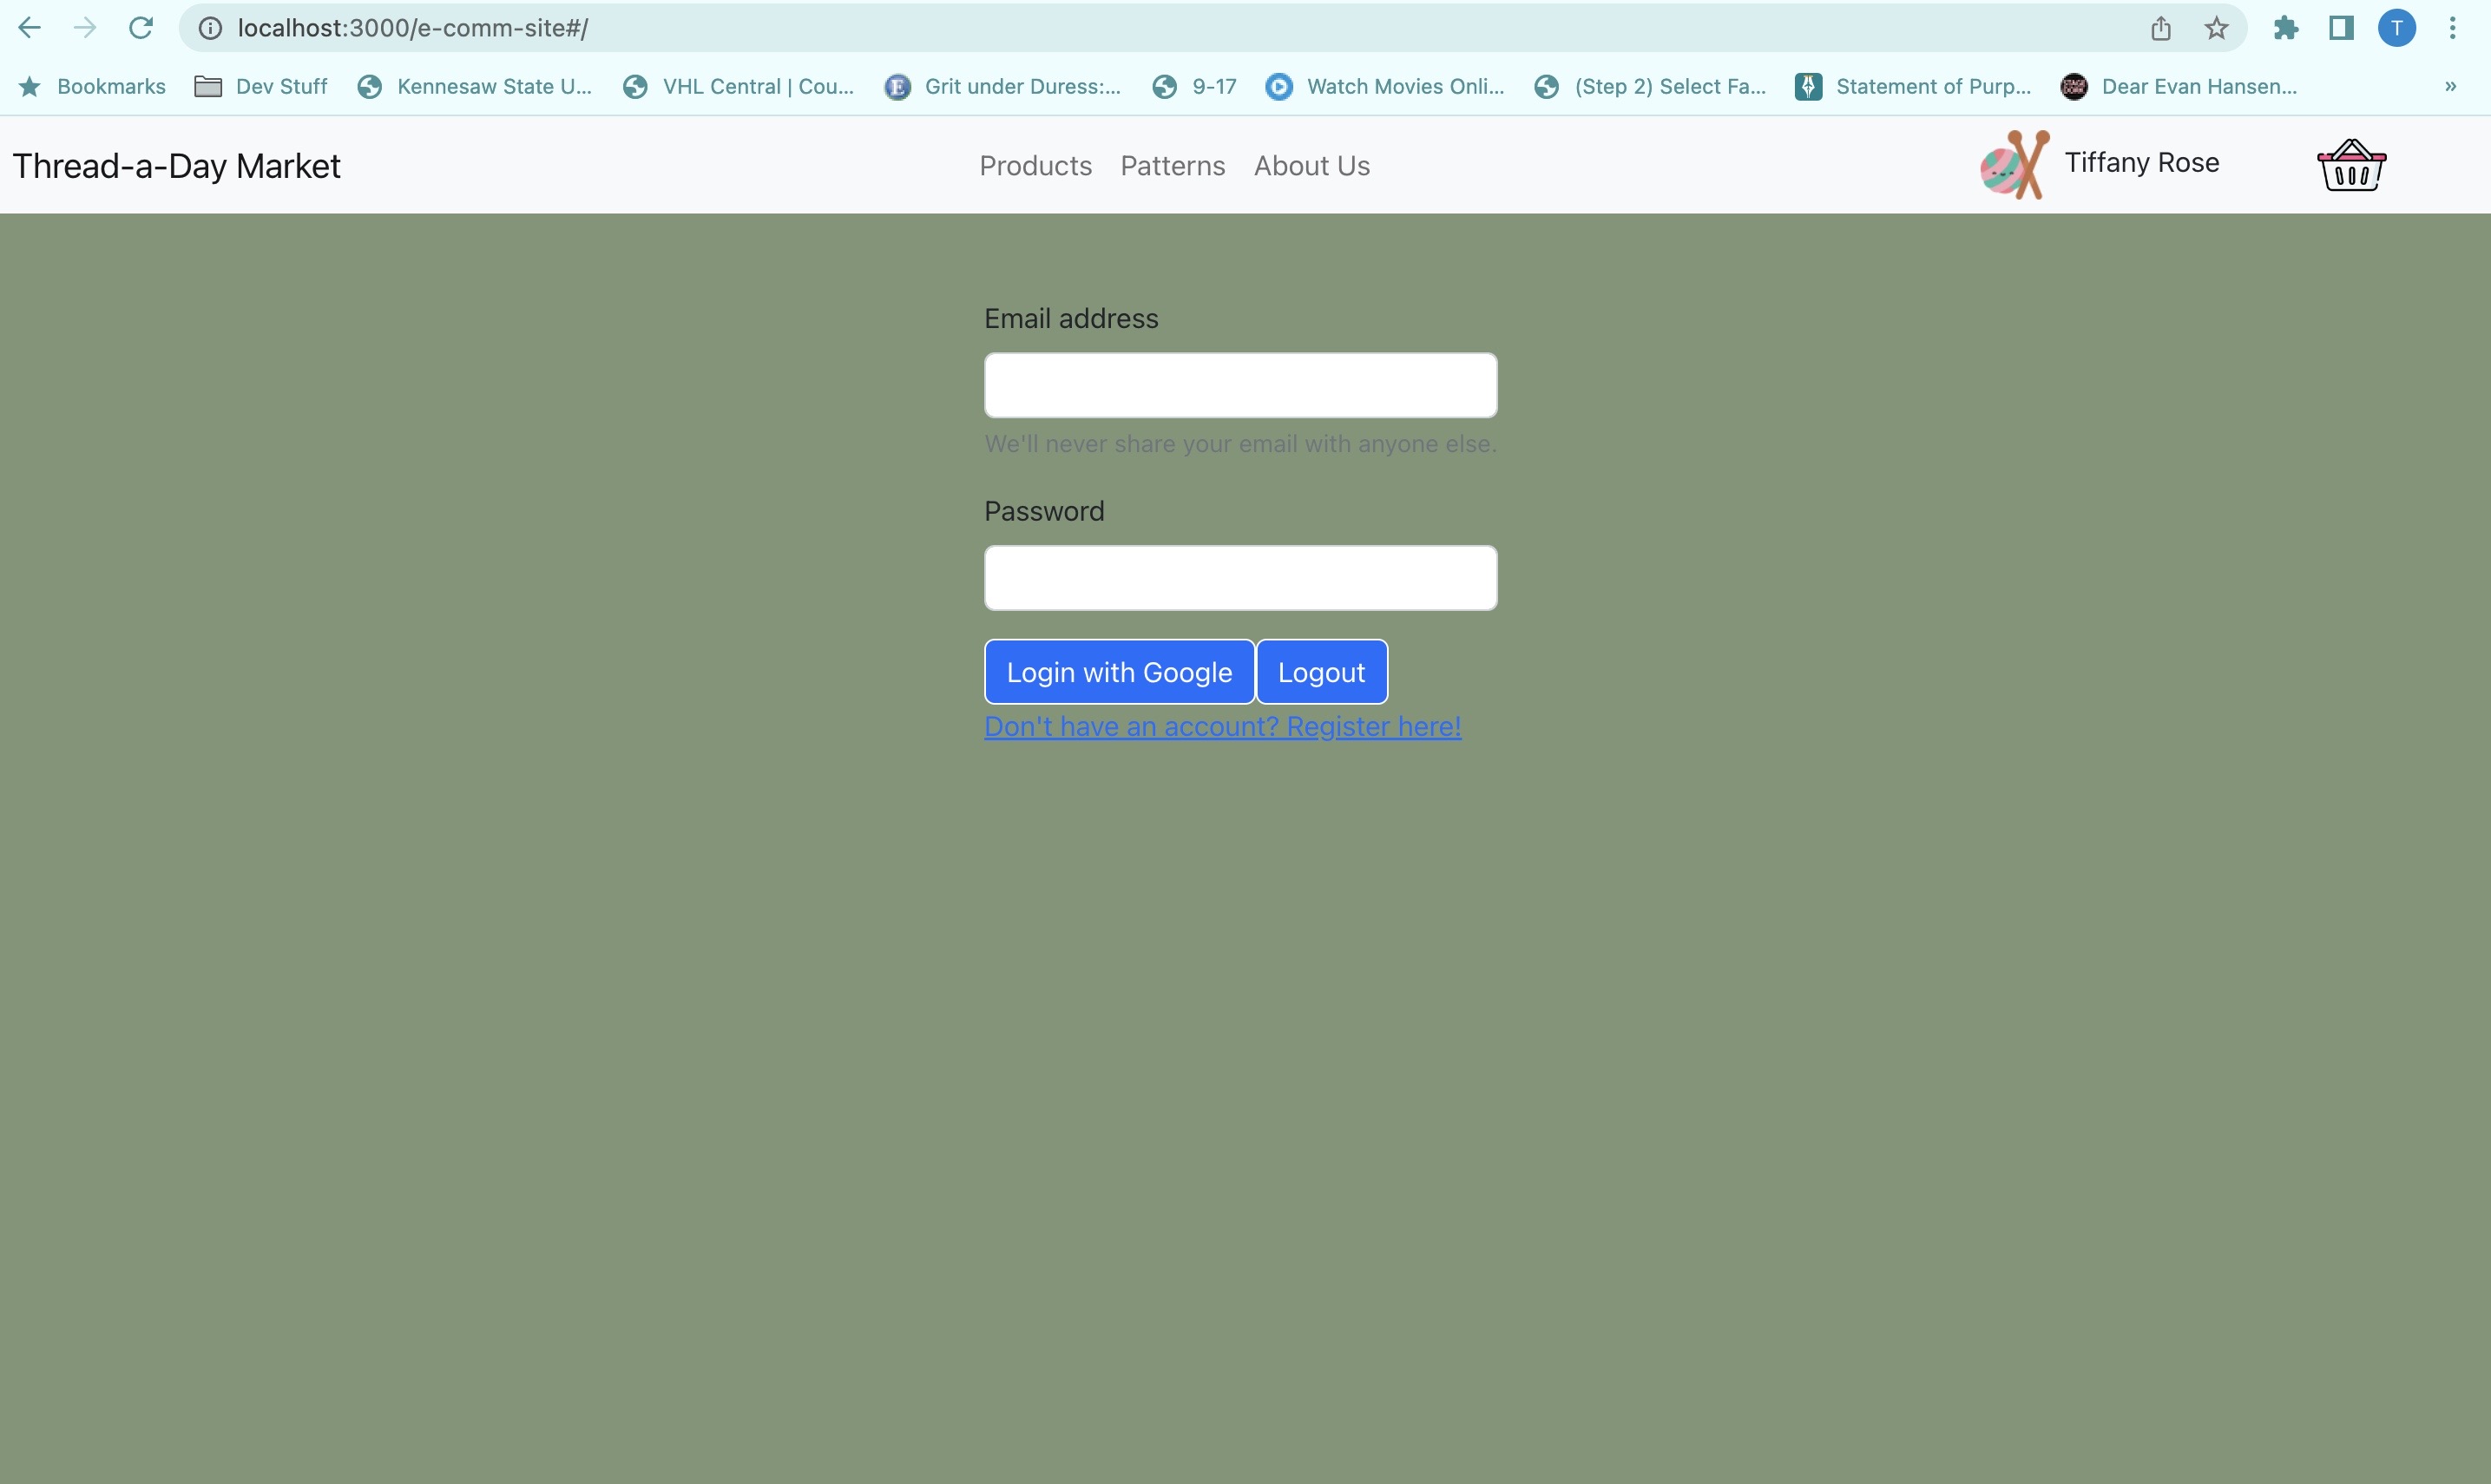 localhost:3000/e-comm-site#/
T
Bookmarks Dev Stuff Kennesaw State U... VHL Central | Cou... Grit under Duress:... 9-17 Watch Movies Onli... (Step 2) Select Fa... Statement of Purp... Dear Evan Hansen... »
Thread-a-Day Market Products Patterns About Us Tiffany Rose
Email address
We'll never share your email with anyone else.
Password
Login with Google Logout
Don't have an account? Register here!